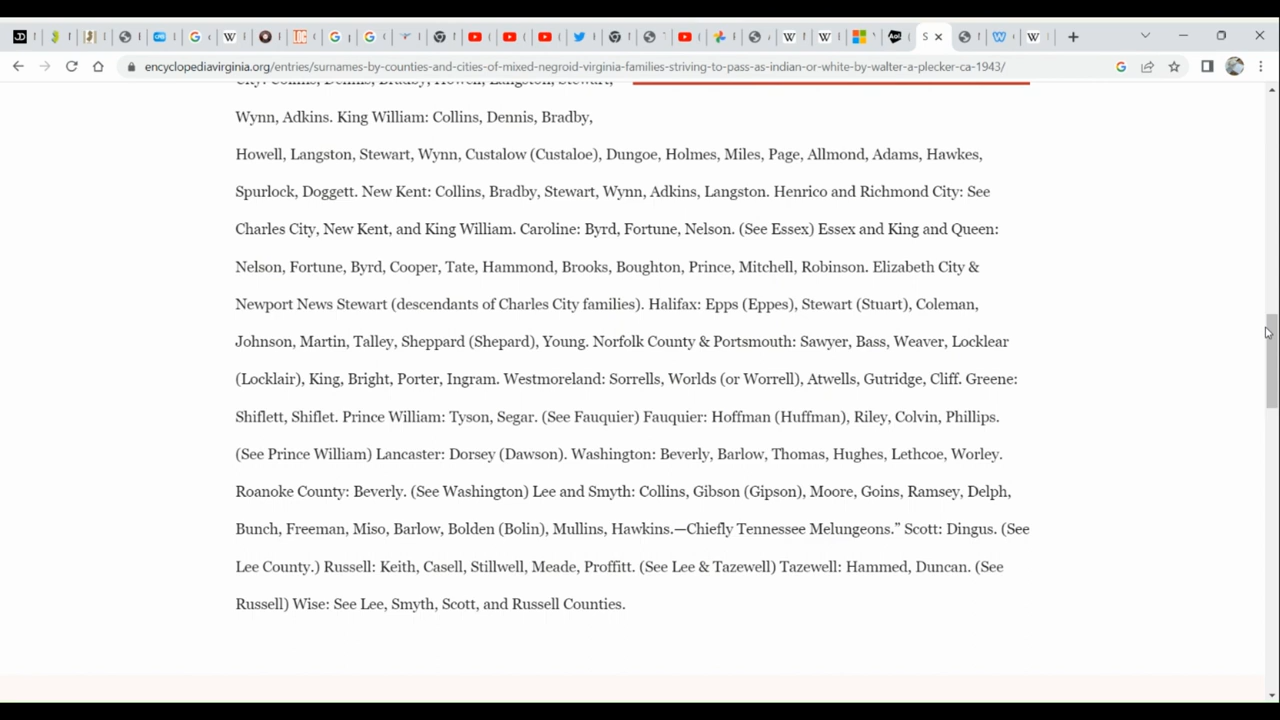 encyclopediavirginia.org/entries/surnames-by-counties-and-cities-of-mixed-negroid-virginia-families-striving-to-pass-as-indian-or-white-by-walter-a-plecker-ca-1943/
City: Collins, Dennis, Bradby, Howell, Langston, Stewart,
Wynn, Adkins. King William: Collins, Dennis, Bradby,
Howell, Langston, Stewart, Wynn, Custalow (Custaloe), Dungoe, Holmes, Miles, Page, Allmond, Adams, Hawkes,
Spurlock, Doggett. New Kent: Collins, Bradby, Stewart, Wynn, Adkins, Langston. Henrico and Richmond City: See
Charles City, New Kent, and King William. Caroline: Byrd, Fortune, Nelson. (See Essex) Essex and King and Queen:
Nelson, Fortune, Byrd, Cooper, Tate, Hammond, Brooks, Boughton, Prince, Mitchell, Robinson. Elizabeth City &
Newport News Stewart (descendants of Charles City families). Halifax: Epps (Eppes), Stewart (Stuart), Coleman,
Johnson, Martin, Talley, Sheppard (Shepard), Young. Norfolk County & Portsmouth: Sawyer, Bass, Weaver, Locklear
(Locklair), King, Bright, Porter, Ingram. Westmoreland: Sorrells, Worlds (or Worrell), Atwells, Gutridge, Cliff. Greene:
Shiflett, Shiflet. Prince William: Tyson, Segar. (See Fauquier) Fauquier: Hoffman (Huffman), Riley, Colvin, Phillips.
(See Prince William) Lancaster: Dorsey (Dawson). Washington: Beverly, Barlow, Thomas, Hughes, Lethcoe, Worley.
Roanoke County: Beverly. (See Washington) Lee and Smyth: Collins, Gibson (Gipson), Moore, Goins, Ramsey, Delph,
Bunch, Freeman, Miso, Barlow, Bolden (Bolin), Mullins, Hawkins.—Chiefly Tennessee Melungeons.” Scott: Dingus. (See
Lee County.) Russell: Keith, Casell, Stillwell, Meade, Proffitt. (See Lee & Tazewell) Tazewell: Hammed, Duncan. (See
Russell) Wise: See Lee, Smyth, Scott, and Russell Counties.